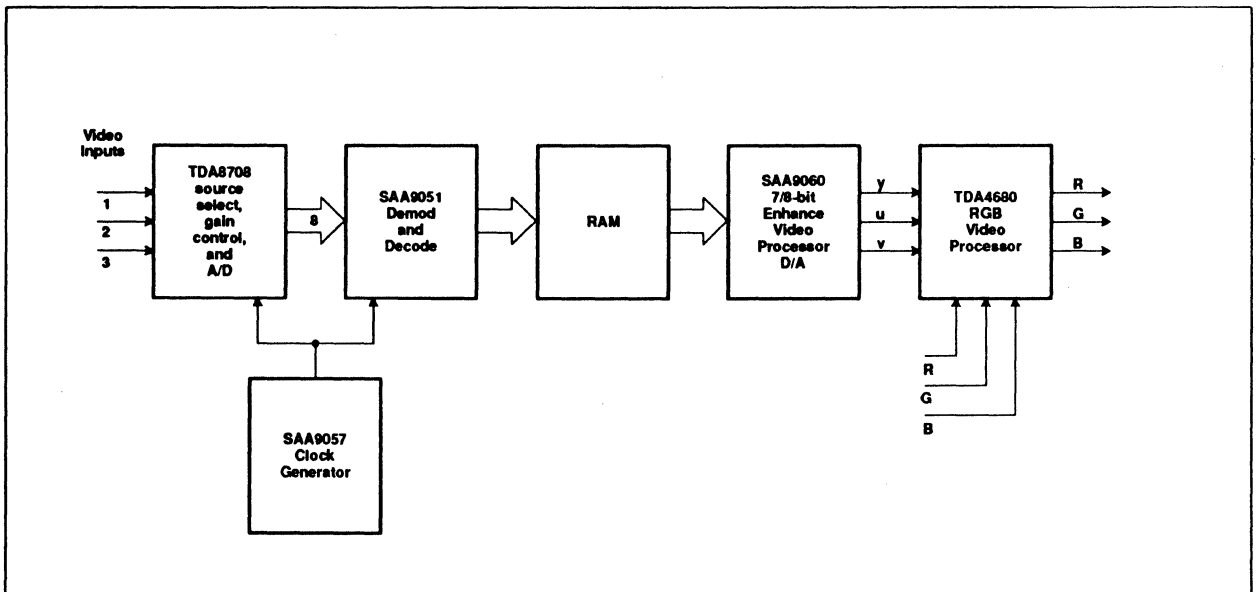 Video
Inputs
1
2
3
TDA8708
source
select,
gain
control,
and
A/D
8
SAA9051
Demod
and
Decode
RAM
SAA9060
7/8-bit
Enhance
Video
Processor
D/A
y
u
v
TDA4680
RGB
Video
Processor
R
G
B
R
G
B
SAA9057
Clock
Generator